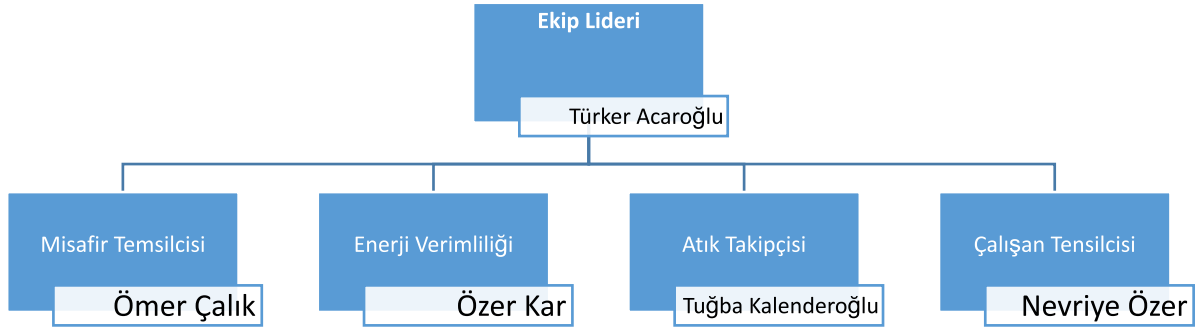 Ekip Lideri
Türker Acaroğlu
Misafir Temsilcisi
Ömer Çalık
Enerji Verimliliği
Özer Kar
Atık Takipçisi
Tuğba Kalenderoğlu
Çalışan Tensilcisi
Nevriye Özer